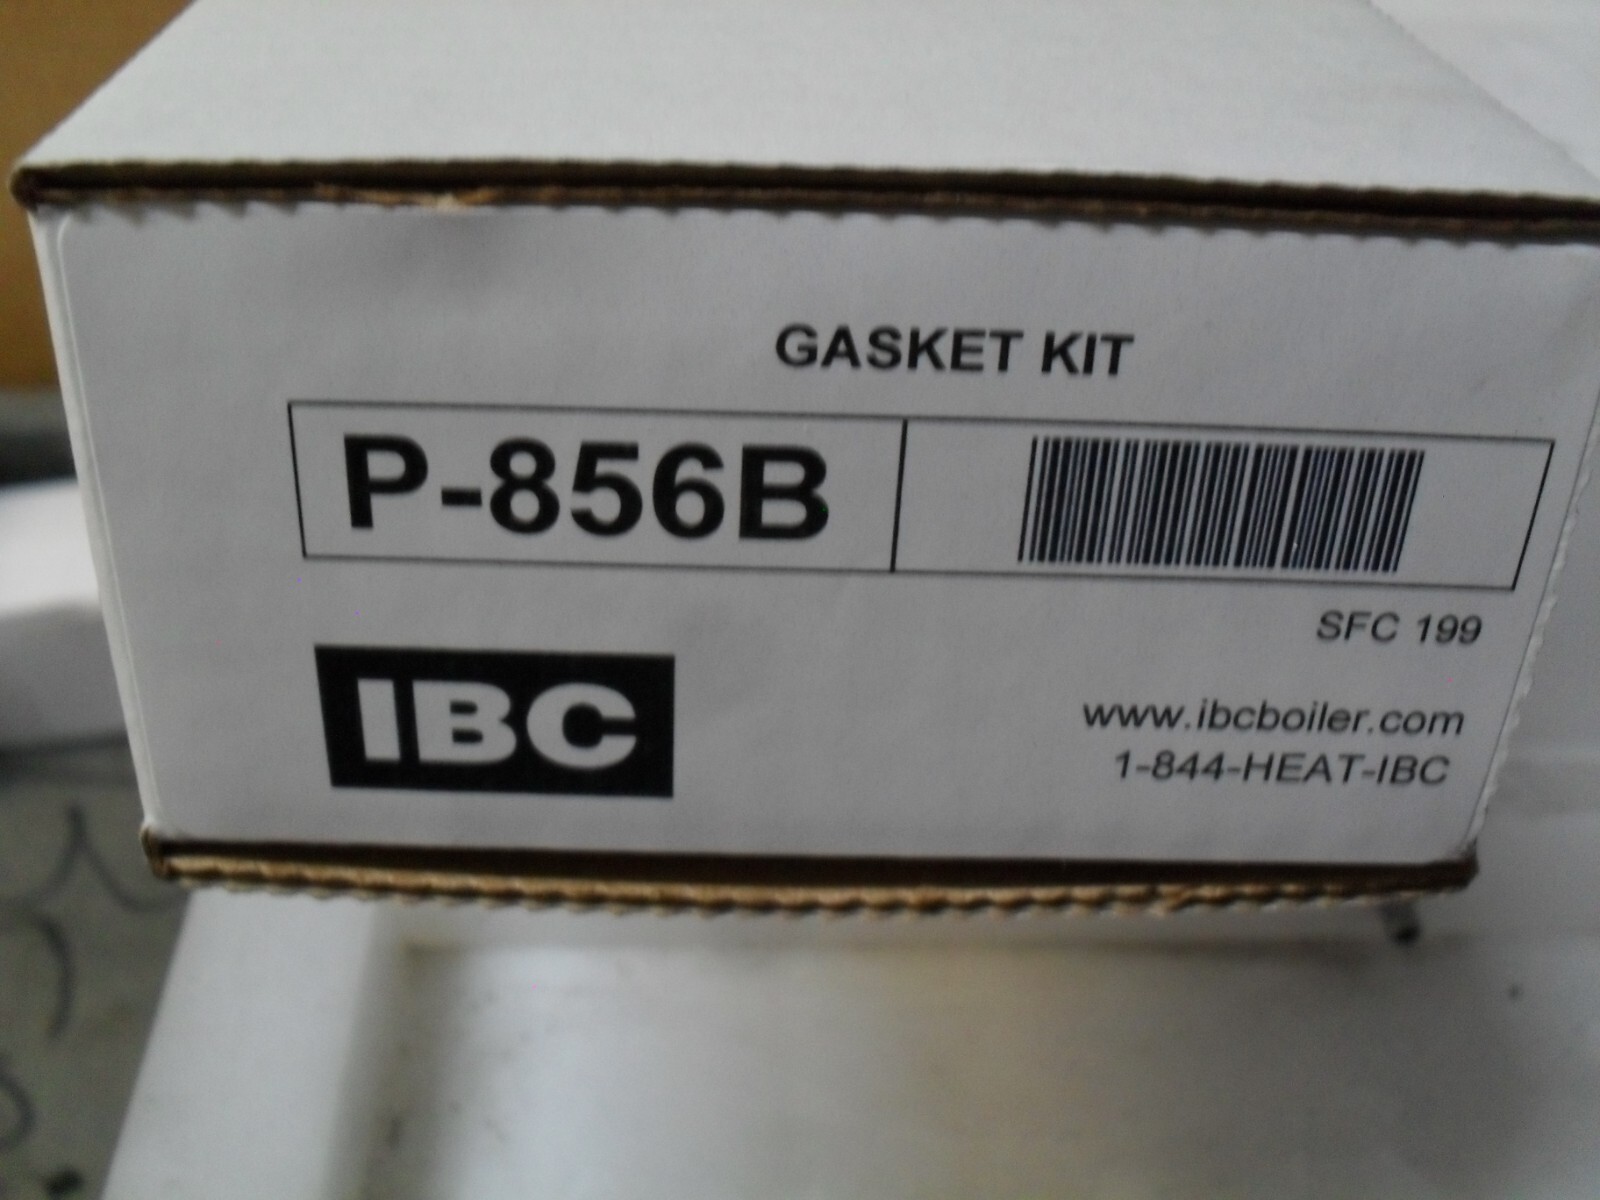 GASKET KIT
P-856B
SFC 199
IBC
www.ibcboiler.com
1-844-HEAT-IBC